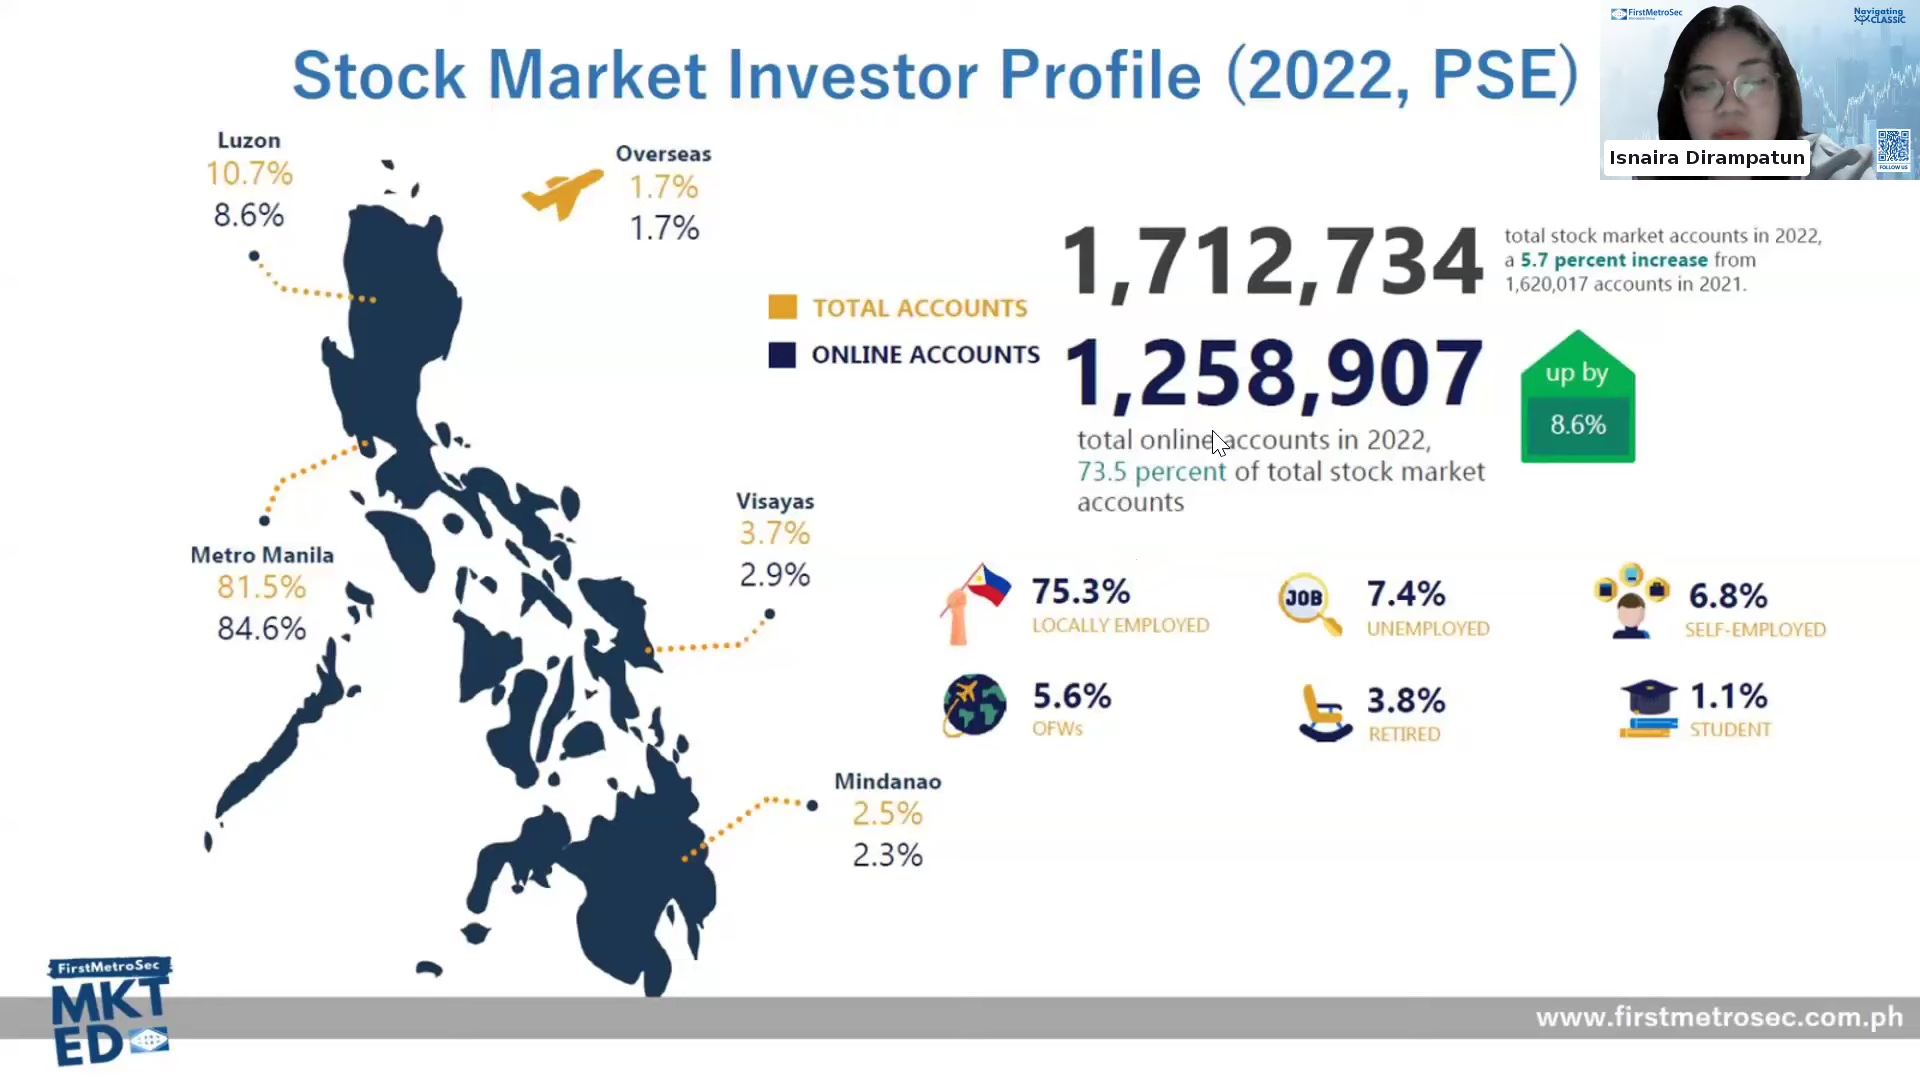 Stock Market Investor Profile (2022, PSE)
FirstMetroSec
Navigating
CLASSIC
Isnaira Dirampatun
FOLLOW US
Luzon
10.7%
8.6%
Overseas
1.7%
1.7%
TOTAL ACCOUNTS
ONLINE ACCOUNTS
1,712,734
total stock market accounts in 2022,
a 5.7 percent increase from
1,620,017 accounts in 2021.
1,258,907
total online accounts in 2022,
73.5 percent of total stock market
accounts
up by
8.6%
Metro Manila
81.5%
84.6%
Visayas
3.7%
2.9%
Mindanao
2.5%
2.3%
75.3%
LOCALLY EMPLOYED
JOB
7.4%
UNEMPLOYED
6.8%
SELF-EMPLOYED
5.6%
OFWs
3.8%
RETIRED
1.1%
STUDENT
FirstMetroSec
MKT
ED
www.firstmetrosec.com.ph